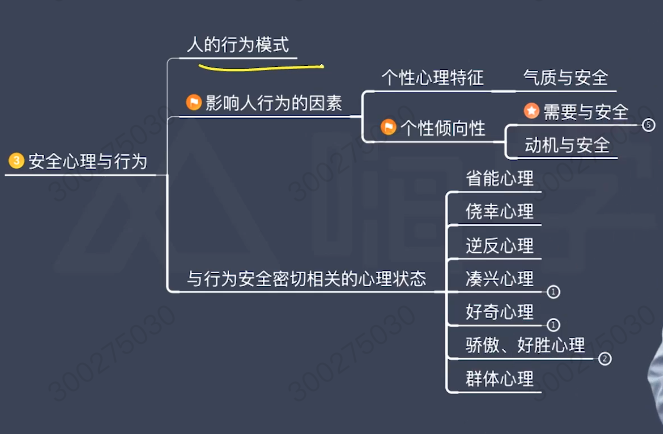 人的行为模式
个性心理特征
气质与安全
影响人行为的因素
需要与安全
个性倾向性
5
动机与安全
3
安全心理与行为
省能心理
侥幸心理
逆反心理
与行为安全密切相关的心理状态
凑兴心理
1
好奇心理
1
骄傲、好胜心理
2
群体心理
300275030
300275030
300275030
300275030